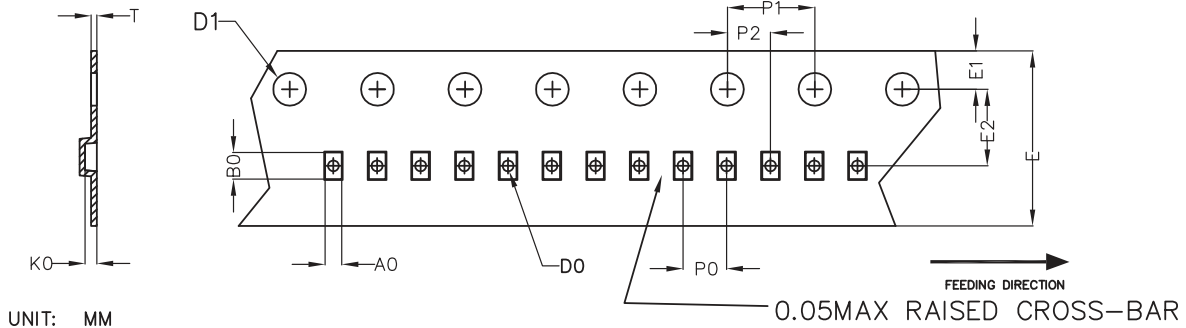 T
D1
P1
P2
E1
E2
E
B0
K0
A0
D0
P0
FEEDING DIRECTION
0.05MAX RAISED CROSS-BAR
UNIT: MM